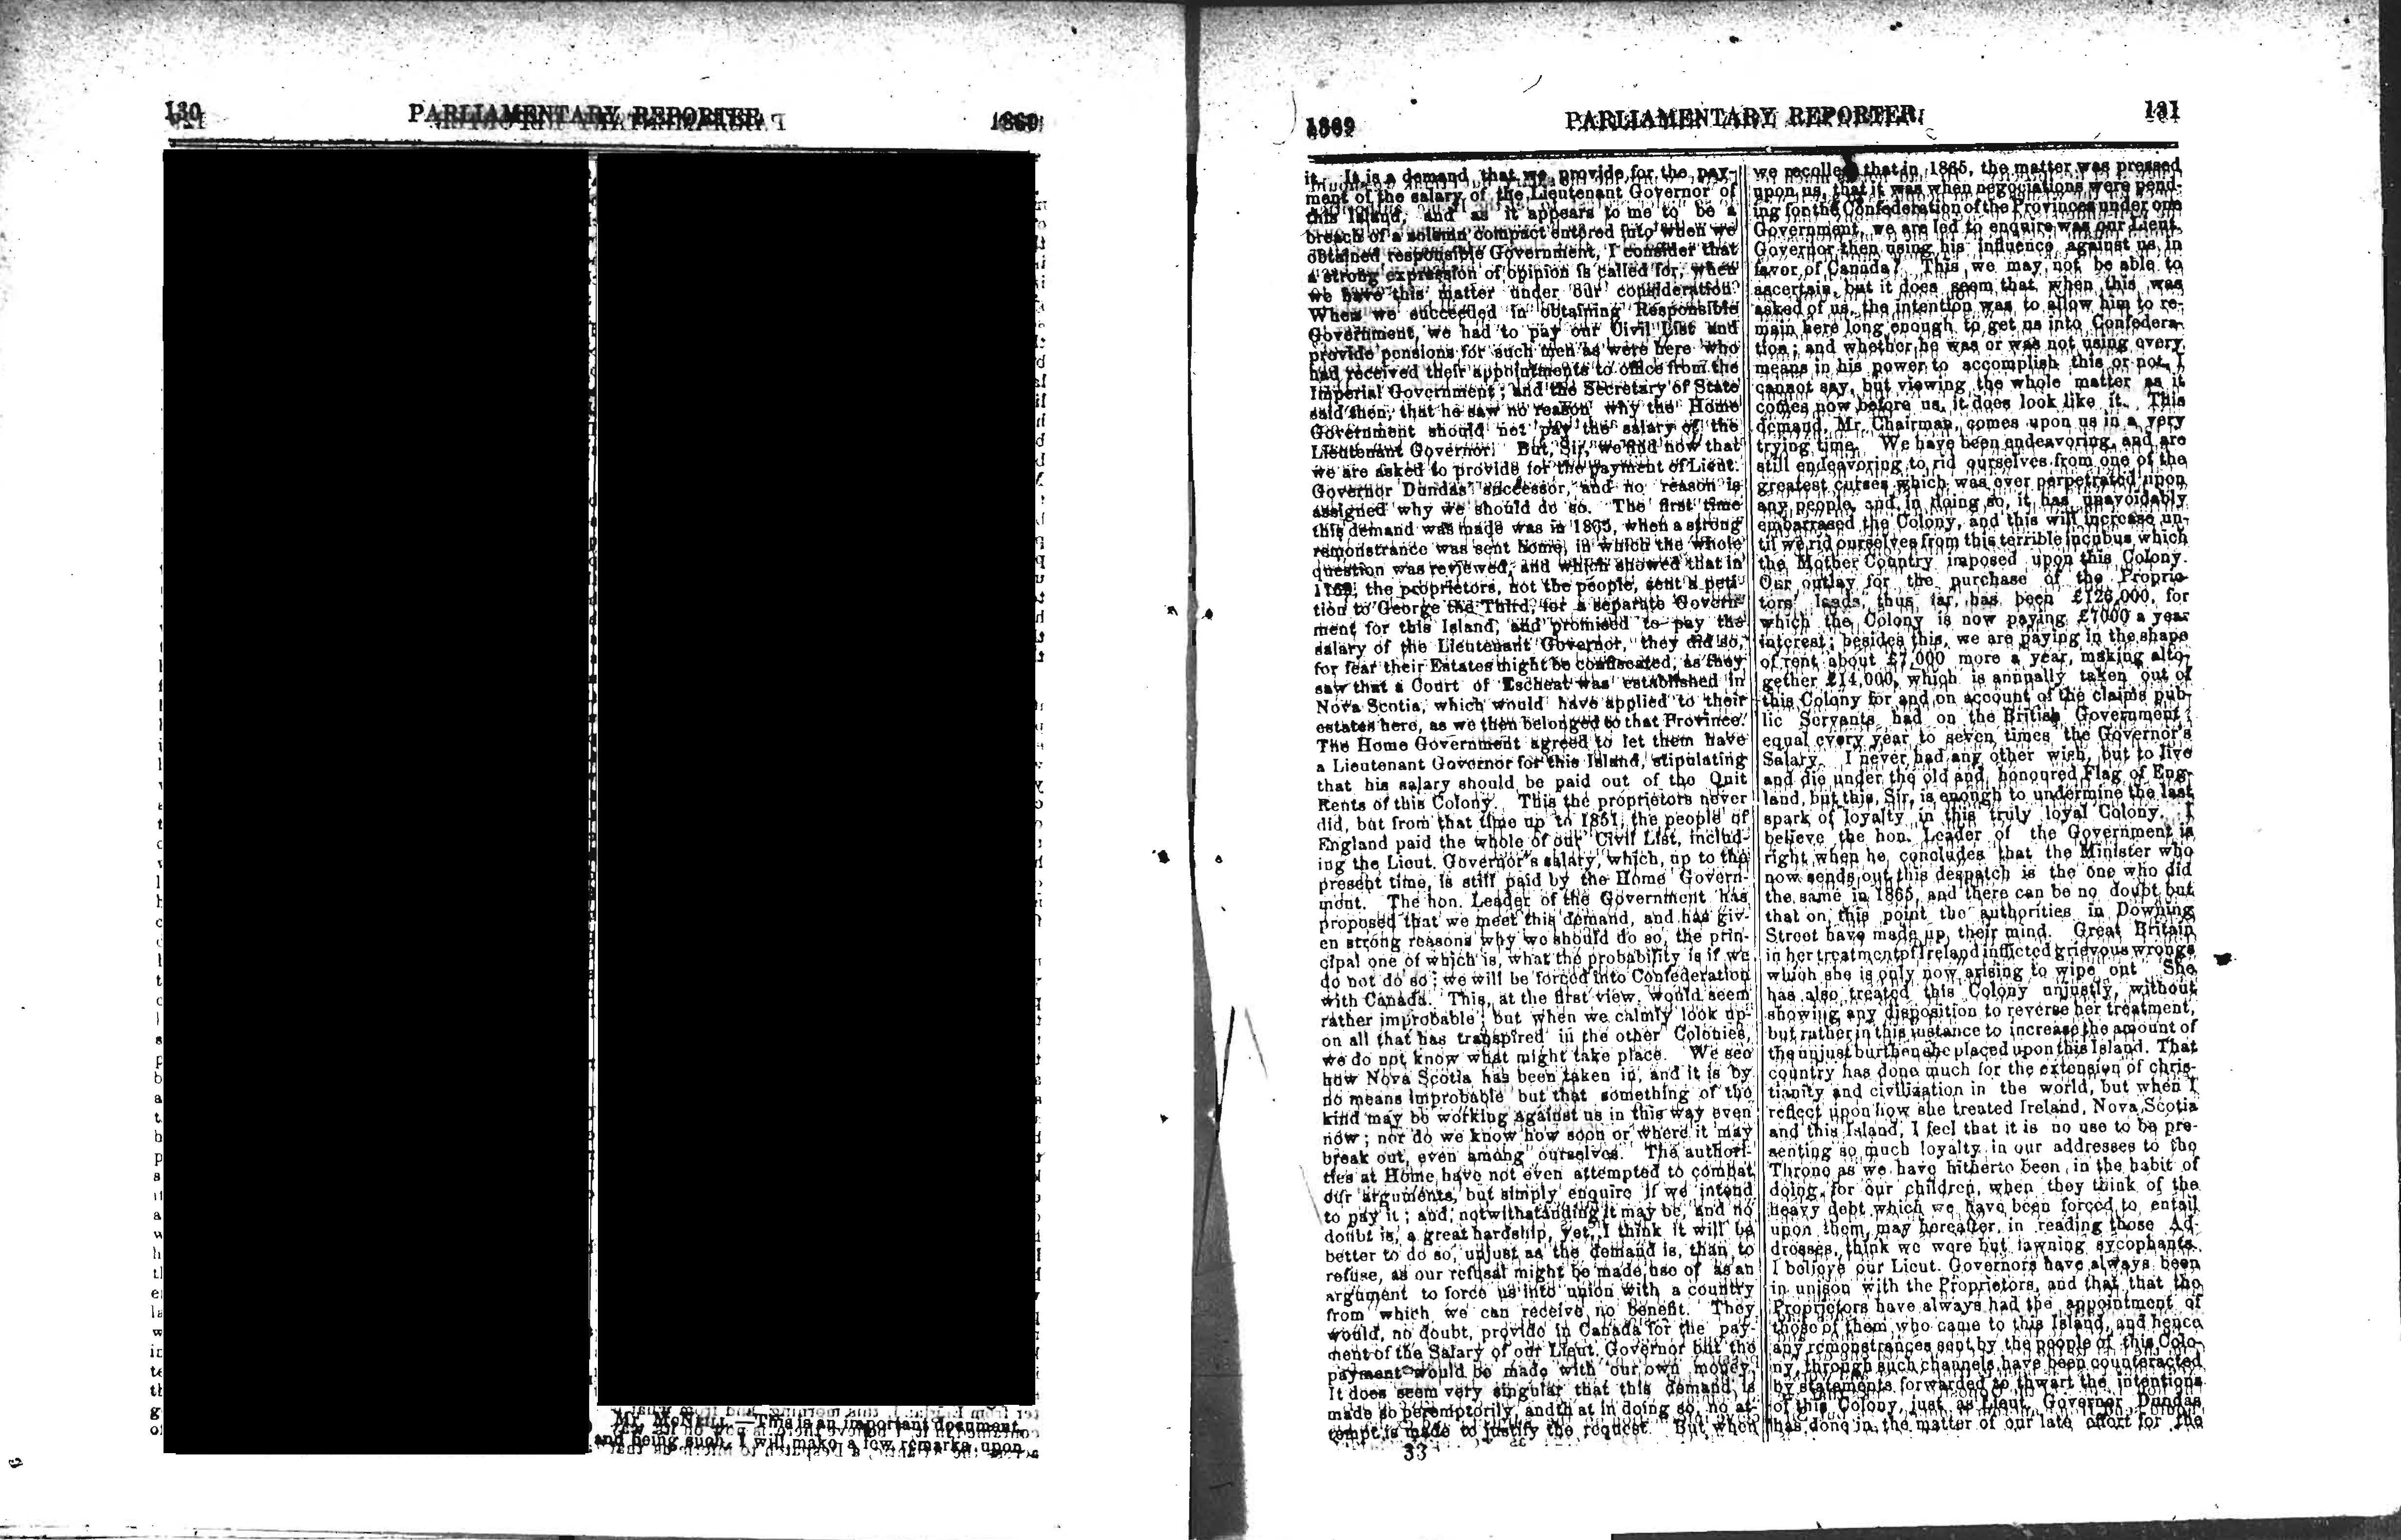 130
PARLIAMENTARY REPORTER
1869
Mr. McNEILL.—This is an important document,
and being such, I will make a few remarks upon
1869
PARLIAMENTARY REPORTER.
131
it. It is a demand that we provide for the pay-
ment of the salary of the Lieutenant Governor of
this Island, and as it appears to me to be a
breach of a solemn compact entered into when we
obtained responsible Government, I consider that
a strong expression of opinion is called for, when
we have this matter under our consideration.
When we succeeded in obtaining Responsible
Government, we had to pay our Civil List and
provide pensions for such men as were here who
had received their appointments to office from the
Imperial Government; and the Secretary of State
said then, that he saw no reason why the Home
Government should not pay the salary of the
Lieutenant Governor. But, Sir, we find now that
we are asked to provide for the payment of Lieut.
Governor Dundas' successor, and no reason is
assigned why we should do so. The first time
this demand was made was in 1865, when a strong
remonstrance was sent home, in which the whole
question was reviewed, and which showed that in
the proprietors, not the people, sent a peti-
tion to George the Third, for a separate Govern-
ment for this Island, and promised to pay the
salary of the Lieutenant Governor, they did so,
for fear their Estates might be confiscated, as they
saw that a Court of Escheat was established in
Nova Scotia, which would have applied to their
estates here, as we then belonged to that Province.
The Home Government agreed to let them have
a Lieutenant Governor for this Island, stipulating
that his salary should be paid out of the Quit
Rents of this Colony. This the proprietors never
did, but from that time up to 1851, the people of
England paid the whole of our Civil List, includ-
ing the Lieut. Governor's salary, which, up to the
present time, is still paid by the Home Govern-
ment. The hon. Leader of the Government has
proposed that we meet this demand, and has giv-
en strong reasons why we should do so, the prin-
cipal one of which is, what the probability is if we
do not do so; we will be forced into Confederation
with Canada. This, at the first view, would seem
rather improbable; but when we calmly look up-
on all that has transpired in the other Colonies,
we do not know what might take place. We see
how Nova Scotia has been taken in, and it is by
no means improbable but that something of the
kind may be working against us in this way even
now; nor do we know how soon or where it may
break out, even among ourselves. The authori-
ties at Home have not even attempted to combat
our arguments, but simply enquire if we intend
to pay it; and, notwithstanding it may be, and no
doubt is, a great hardship, yet, I think it will be
better to do so, unjust as the demand is, than to
refuse, as our refusal might be made use of as an
argument to force us into union with a country
from which we can receive no benefit. They
would, no doubt, provide in Canada for the pay-
ment of the Salary of our Lieut. Governor but the
payment would be made with our own money.
It does seem very singular that this demand is
made so peremptorily, andth at in doing so, no at-
tempt is made to justify the request. But when
33
we recollect that in 1865, the matter was pressed
upon us, that it was when negociations were pend-
ing for the Confederation of the Provinces under one
Government, we are led to enquire was our Lieut.
Governor then using his influence against us, in
favor of Canada? This we may not be able to
ascertain, but it does seem that when this was
asked of us, the intention was to allow him to re-
main here long enough to get us into Confedera-
tion; and whether he was or was not using every
means in his power to accomplish this or not, I
cannot say, but viewing the whole matter as it
comes now before us, it does look like it. This
demand, Mr. Chairman, comes upon us in a very
trying time. We have been endeavoring, and are
still endeavoring to rid ourselves from one of the
greatest curses which was ever perpetrated upon
any people, and in doing so, it has unavoidably
embarrased the Colony, and this will increase un-
til we rid ourselves from this terrible incubus which
the Mother Country imposed upon this Colony.
Our outlay for the purchase of the Proprie-
tors' lands, thus far, has been £126,000, for
which the Colony is now paying £7000 a year
interest; besides this, we are paying in the shape
of rent about £7,000 more a year, making alto-
gether £14,000, which is annually taken out of
this Colony for and on account of the claims pub-
lic Servants had on the British Government;
equal every year to seven times the Governor's
Salary. I never had any other wish, but to live
and die under the old and honoured Flag of Eng-
land, but this, Sir, is enough to undermine the last
spark of loyalty in this truly loyal Colony. I
believe the hon. Leader of the Government is
right when he concludes that the Minister who
now sends out this despatch is the one who did
the same in 1865, and there can be no doubt but
that on this point the authorities in Downing
Street have made up their mind. Great Britain
in her treatment of Ireland inflicted grievous wrongs
which she is only now arising to wipe out She
has also treated this Colony unjustly, without
showing any disposition to reverse her treatment,
but rather in this instance to increase the amount of
the unjust burthen she placed upon this Island. That
country has done much for the extension of chris-
tianity and civilization in the world, but when I
reflect upon how she treated Ireland, Nova Scotia
and this Island, I feel that it is no use to be pre-
senting so much loyalty in our addresses to the
Throne as we have hitherto been in the habit of
doing, for our children, when they think of the
heavy debt which we have been forced to entail
upon them, may hereafter, in reading those Ad-
dresses, think we were but fawning sycophants.
I believe our Lieut. Governors have always been
in unison with the Proprietors, and that that the
Proprietors have always had the appointment of
those of them who came to this Island, and hence
any remonstrances sent by the people of this Colo-
ny, through such channels, have been counteracted
by statements forwarded to thwart the intentions
of this Colony, just as Lieut. Governor Dundas
has done in the matter of our late effort for the